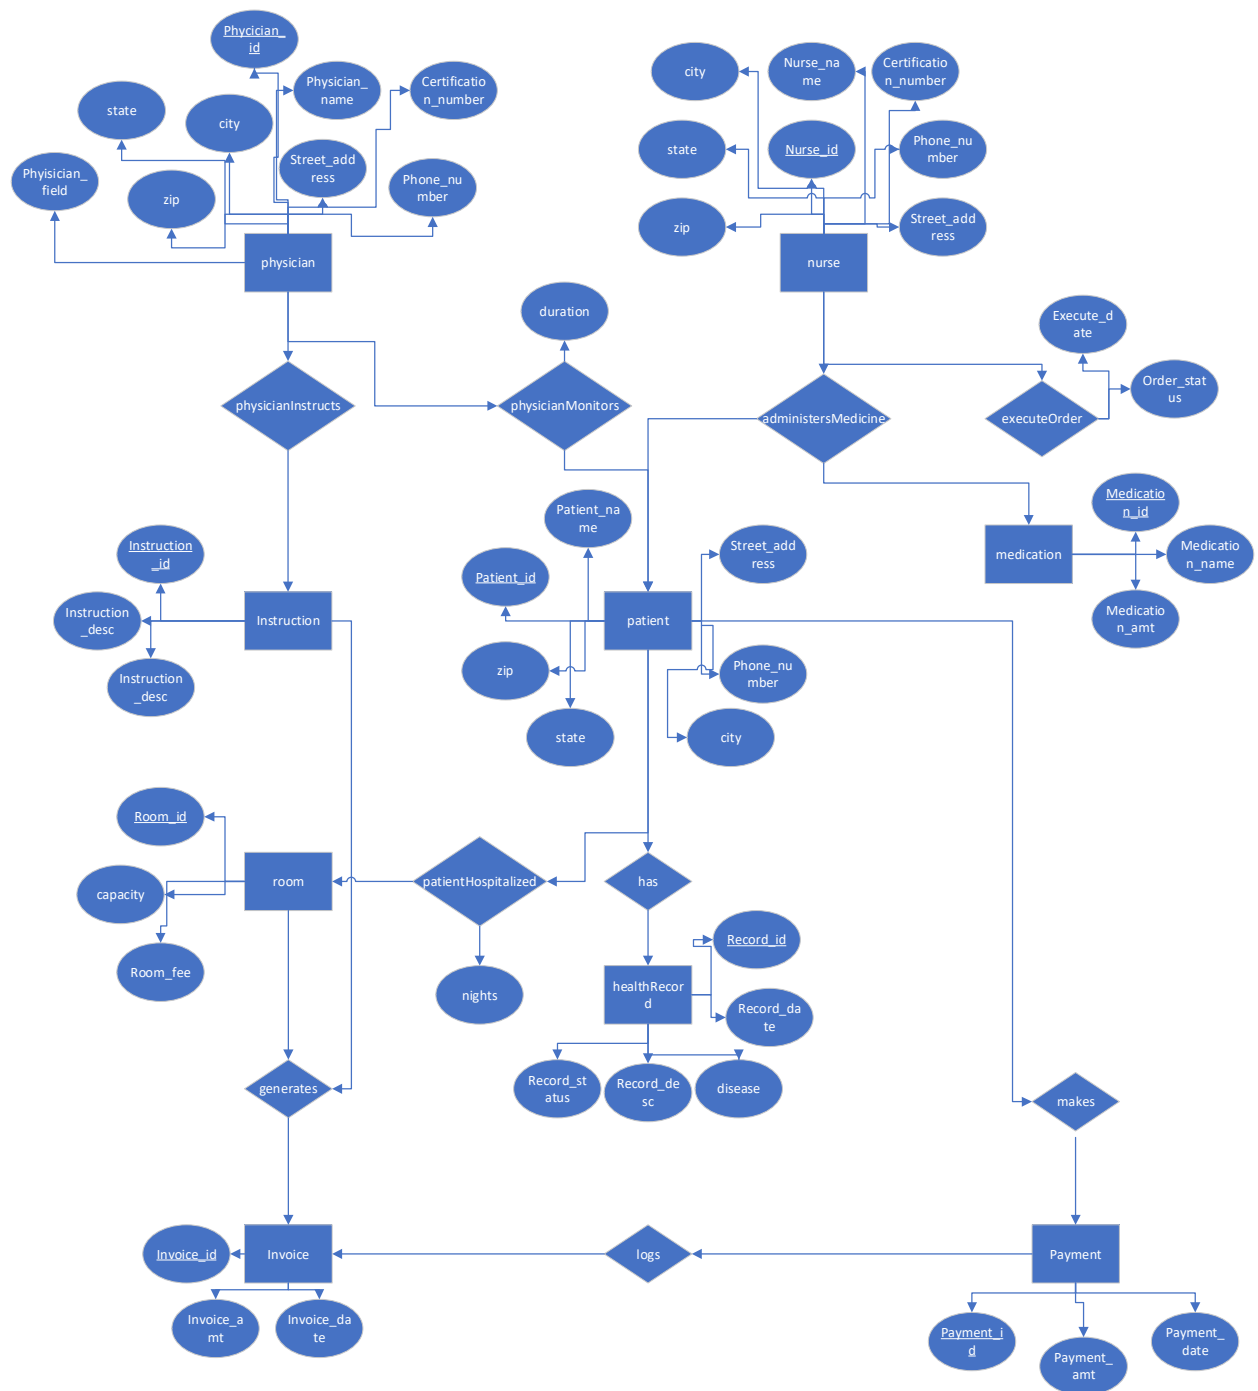 Phycician_
id
Physician
_name
Certificatio
n_number
state
city
Street_add
ress
Phyisician_
field
zip
Phone_nu
mber
physician
city
Nurse_na
me
Certificatio
n_number
state
Nurse_id
Phone_nu
mber
zip
Street_add
ress
nurse
duration
Execute_d
ate
Order_stat
us
physicianInstructs
physicianMonitors
administersMedicine
executeOrder
Patient_na
me
Medicatio
n_id
Instruction
_id
Street_add
ress
medication
Medicatio
n_name
Patient_id
Instruction
_desc
Instruction
patient
Medicatio
n_amt
zip
Phone_nu
mber
Instruction
_desc
state
city
Room_id
room
patientHospitalized
has
capacity
Record_id
Room_fee
nights
healthRecor
d
Record_da
te
generates
Record_st
atus
Record_de
sc
disease
makes
Invoice_id
Invoice
logs
Payment
Invoice_a
mt
Invoice_da
te
Payment_i
d
Payment_
amt
Payment_
date